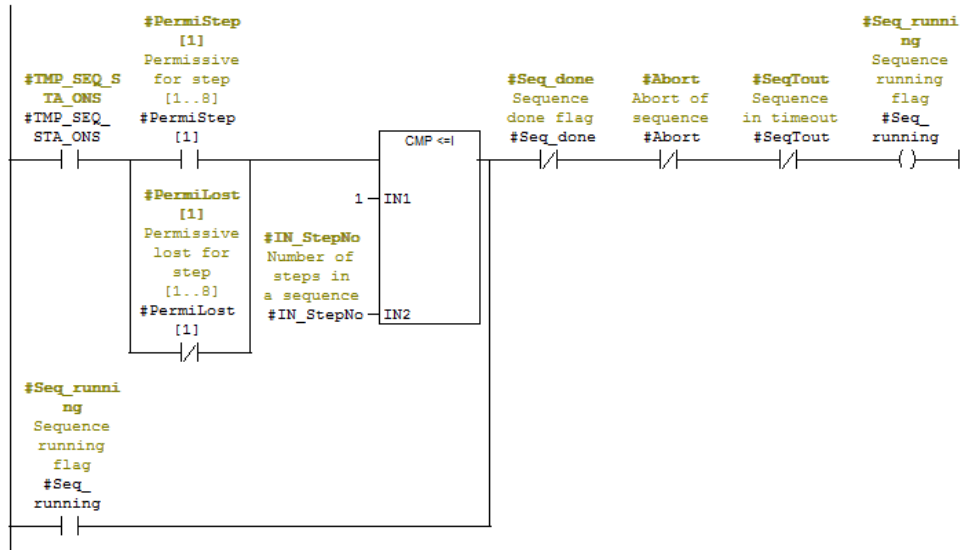 #PermiStep
[1]
Permissive
for step
[1..8]
#PermiStep
[1]
#Seq_runni
ng
Sequence
running
flag
#Seq_
running
#TMP_SEQ_S
TA_ONS
#TMP_SEQ_
STA_ONS
#Seq_done
Sequence
done flag
#Seq_done
#Abort
Abort of
sequence
#Abort
#SeqTout
Sequence
in timeout
#SeqTout
CMP <=I
1
IN1
#PermiLost
[1]
Permissive
lost for
step
[1..8]
#PermiLost
[1]
#IN_StepNo
Number of
steps in
a sequence
#IN_StepNo
IN2
#Seq_runni
ng
Sequence
running
flag
#Seq_
running